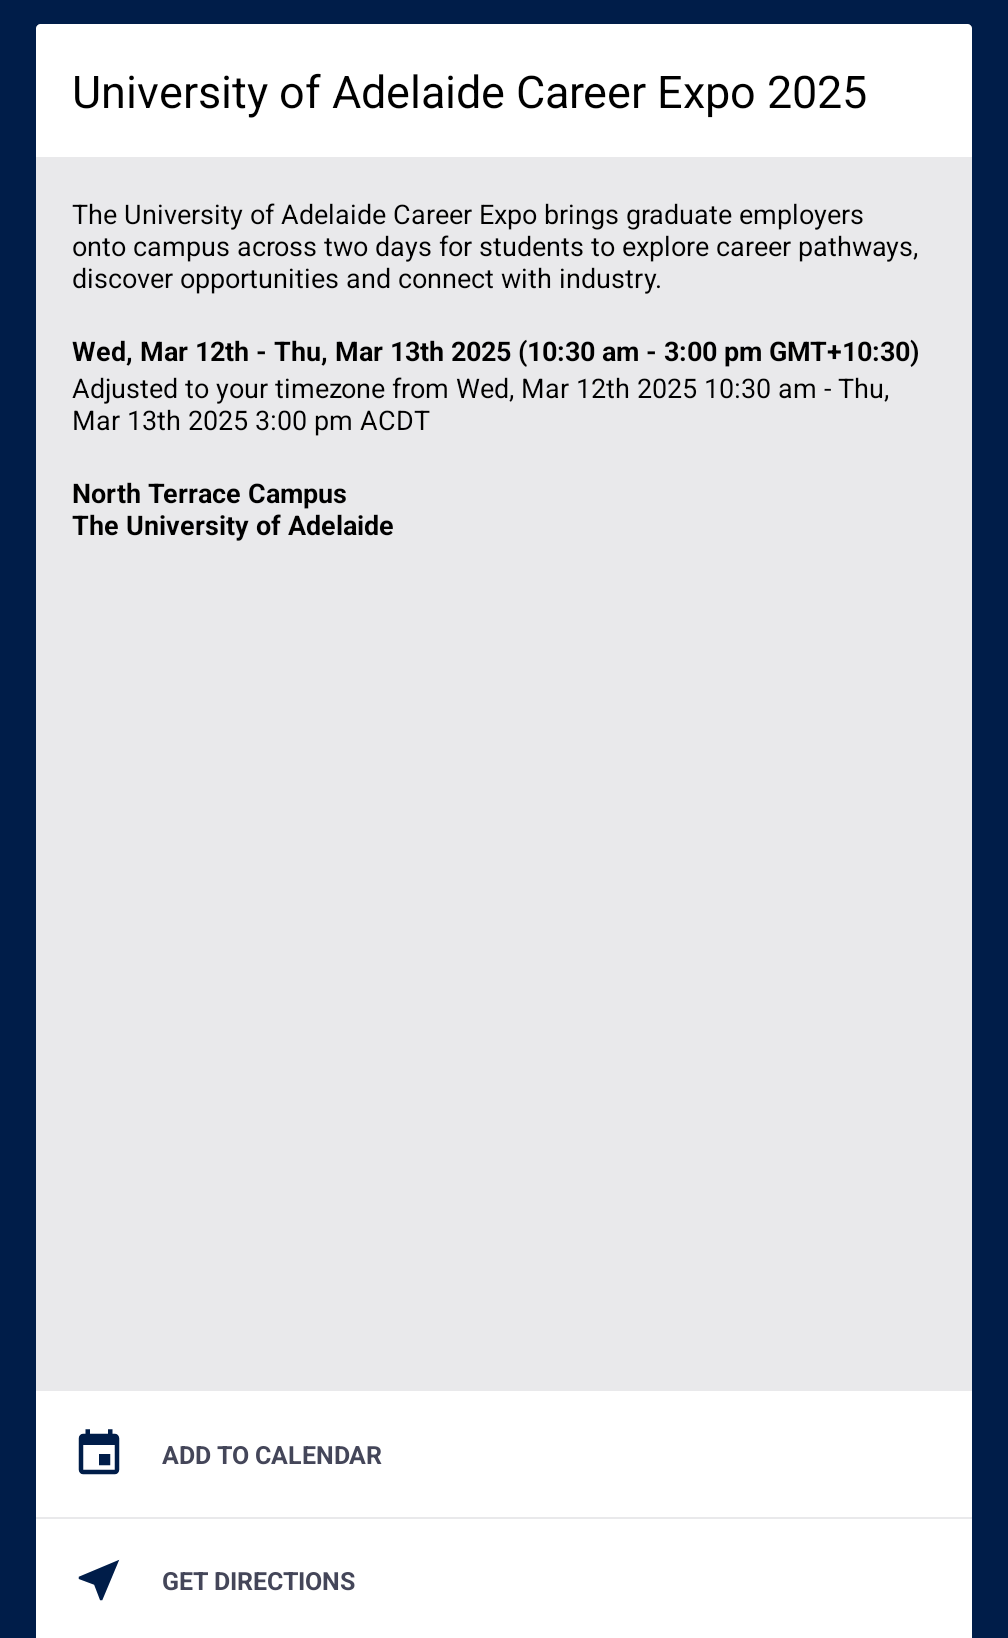 University of Adelaide Career Expo 2025
The University of Adelaide Career Expo brings graduate employers
onto campus across two days for students to explore career pathways,
discover opportunities and connect with industry.
Wed, Mar 12th - Thu, Mar 13th 2025 (10:30 am - 3:00 pm GMT+10:30)
Adjusted to your timezone from Wed, Mar 12th 2025 10:30 am - Thu,
Mar 13th 2025 3:00 pm ACDT
North Terrace Campus
The University of Adelaide
ADD TO CALENDAR
GET DIRECTIONS